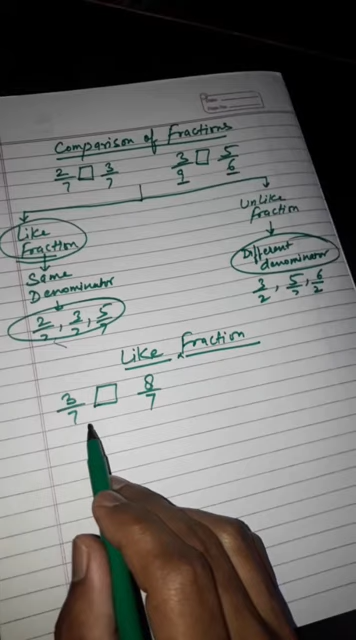 Comparison of Fractions
2/7 □ 3/7    3/9 □ 5/6
Like Fraction
Same Denominator
2/7, 3/7, 5/7
UnLike fraction
Different denominator
3/2, 5/7, 6/2
Like Fraction
3/7 □ 8/7